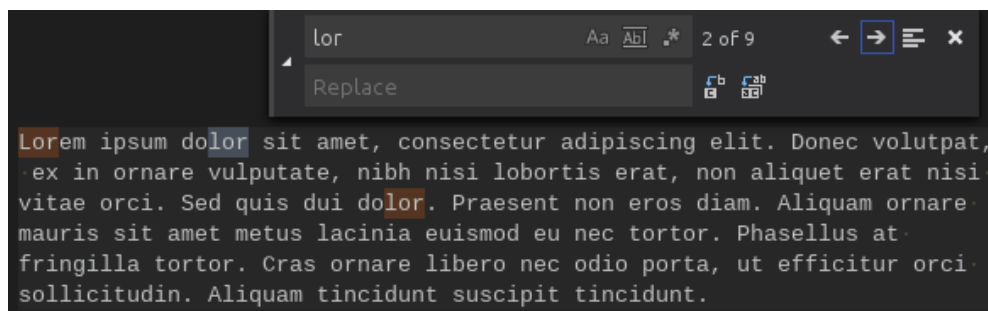 lor Aa Abl .* 2 of 9
Replace
Lorem ipsum dolor sit amet, consectetur adipiscing elit. Donec volutpat,
ex in ornare vulputate, nibh nisi lobortis erat, non aliquet erat nisi
vitae orci. Sed quis dui dolor. Praesent non eros diam. Aliquam ornare
mauris sit amet metus lacinia euismod eu nec tortor. Phasellus at
fringilla tortor. Cras ornare libero nec odio porta, ut efficitur orci
sollicitudin. Aliquam tincidunt suscipit tincidunt.